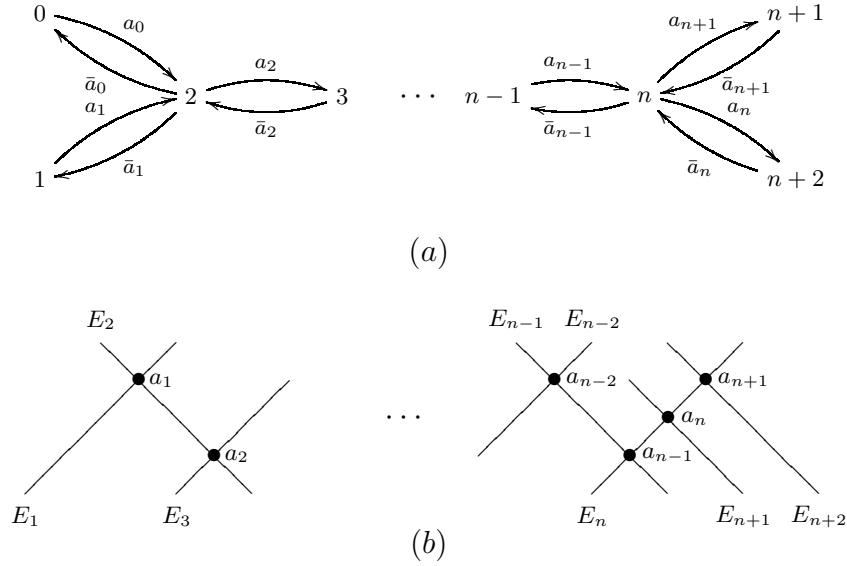 0 a_0 a_{n+1} n + 1
a_2 a_{n−1}
ā_0 ā_{n+1}
2 3 ⋯ n − 1 n
a_1 a_n
ā_2 ā_{n−1}
ā_1 ā_n
1 n + 2
(a)
E_2 E_{n−1} E_{n−2}
a_1 a_{n−2} a_{n+1}
⋯ a_n
a_2 a_{n−1}
E_1 E_3 E_n E_{n+1} E_{n+2}
(b)